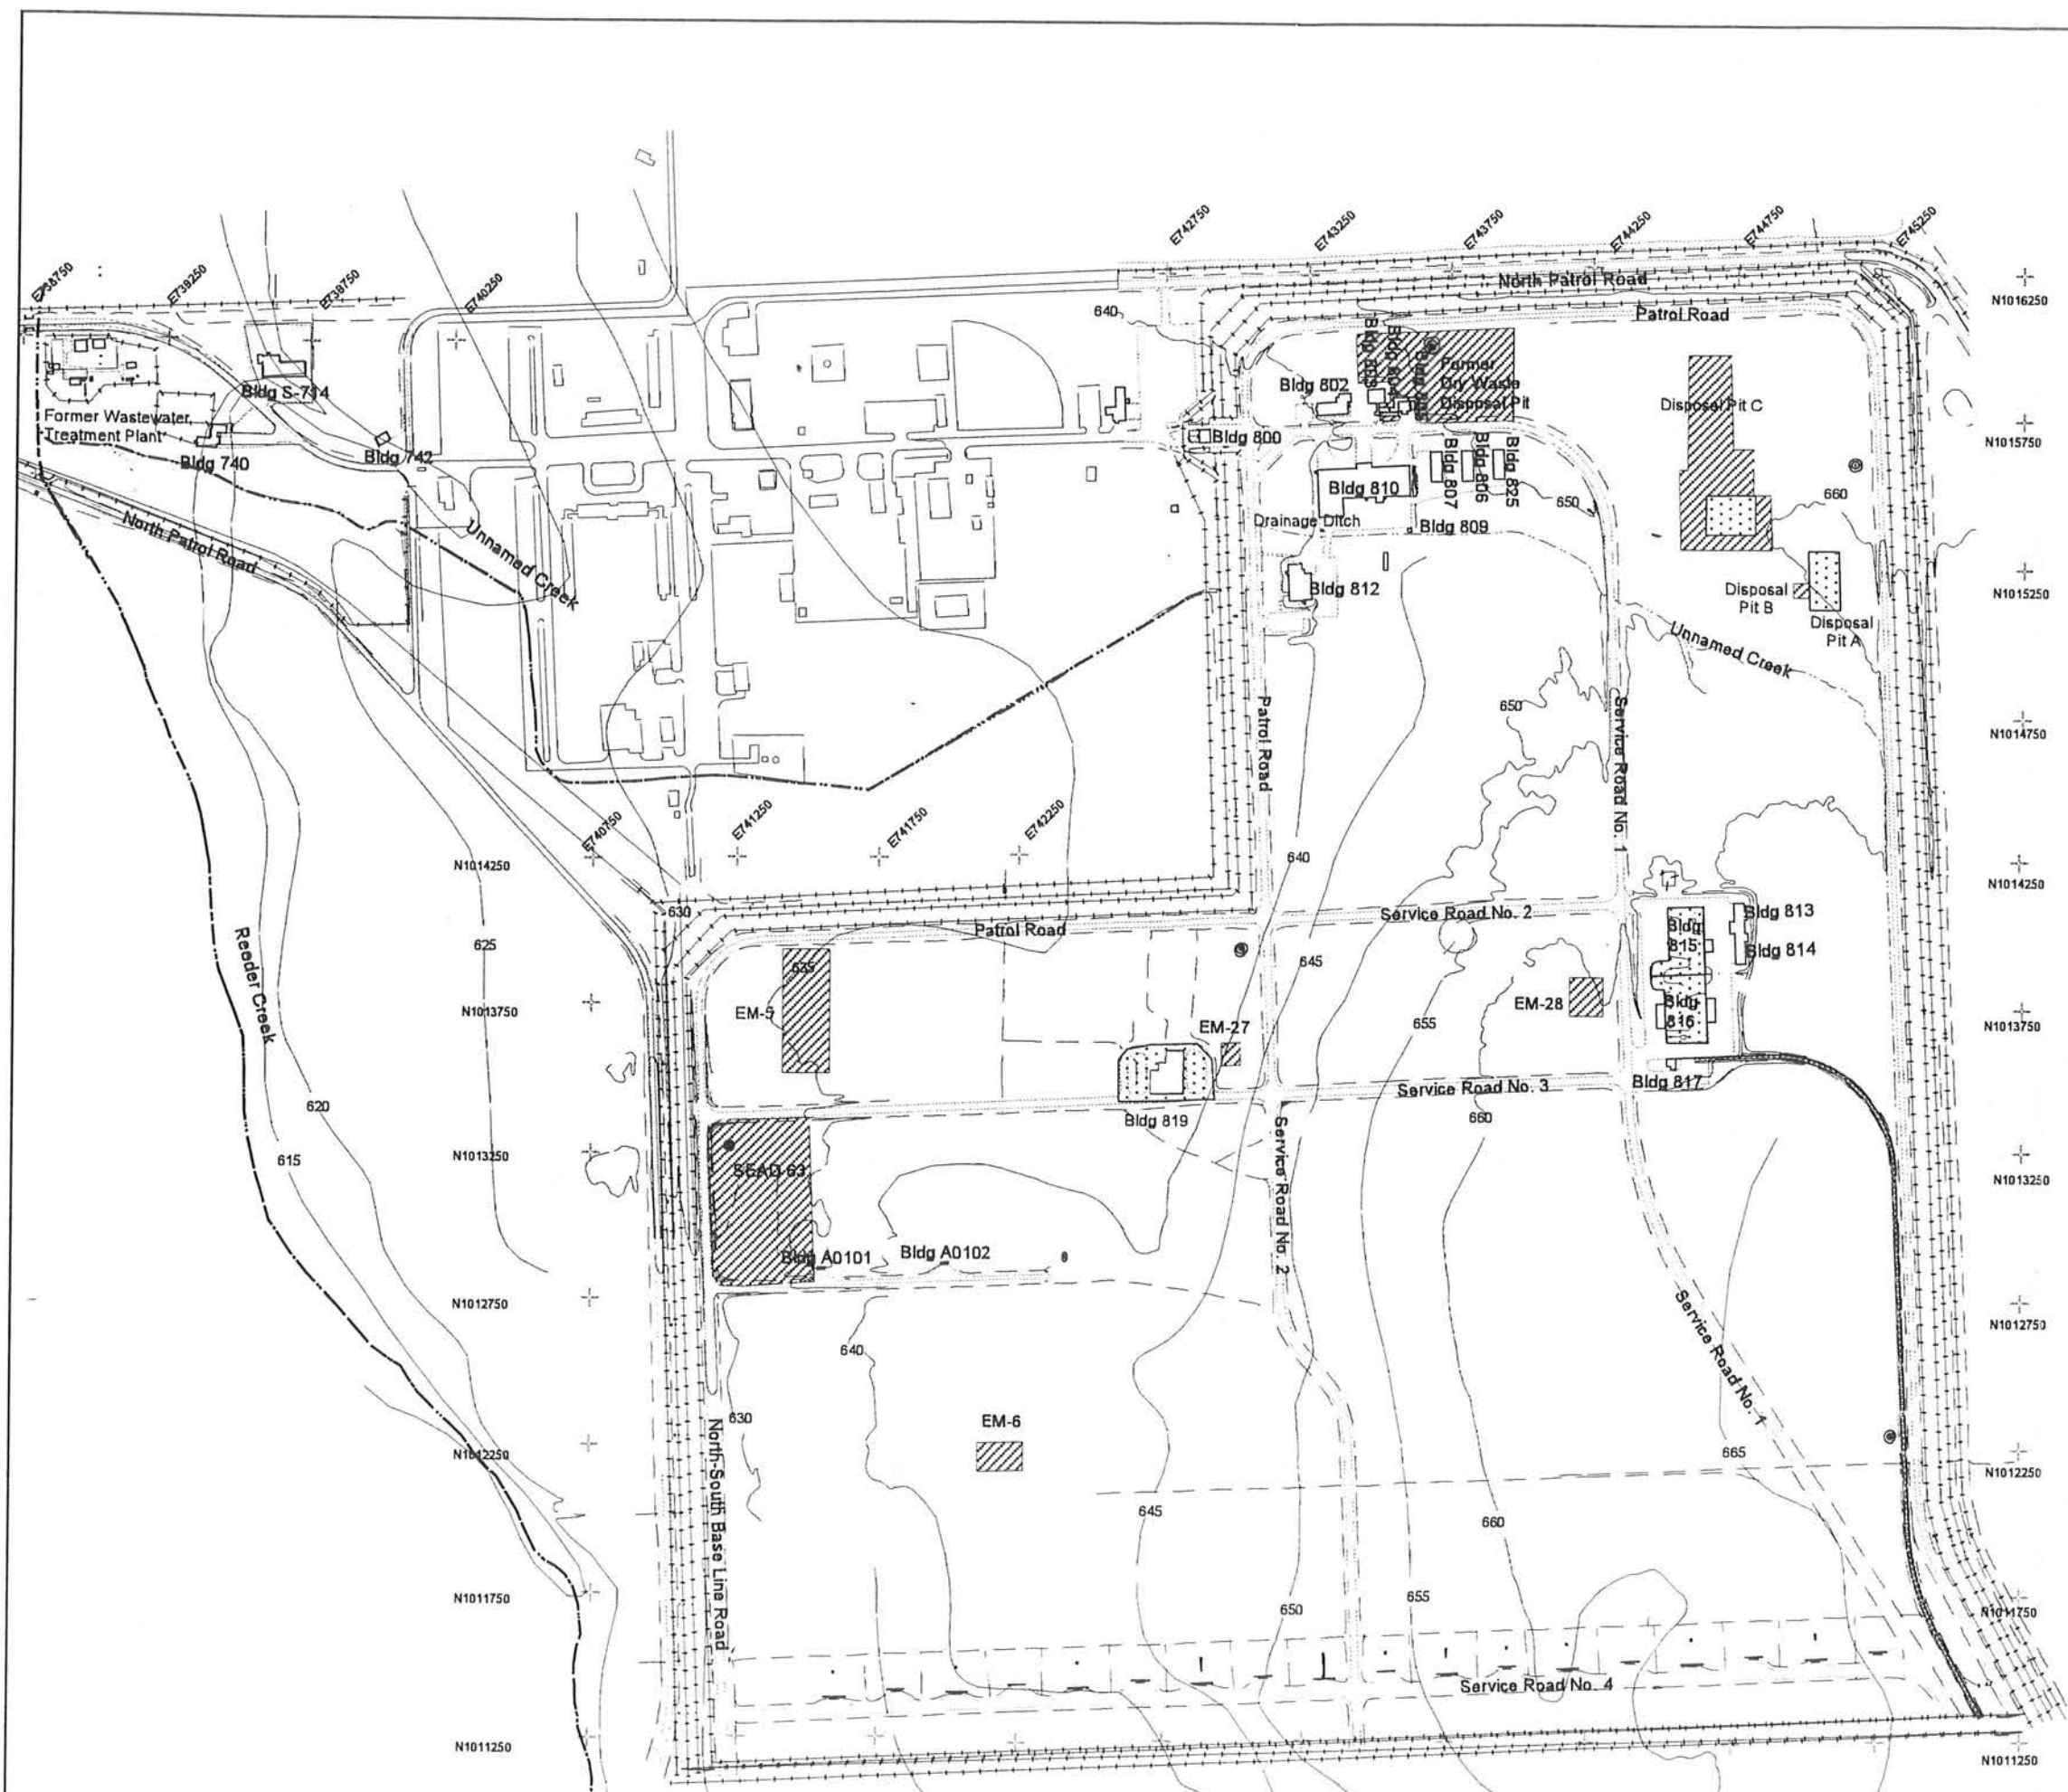 E742750
E743250
E743750
E744250
E744750
E745250
E738750
E739250
E739750
E740250
North Patrol Road
N1016250
640
Patrol Road
Bldg S-714
Bldg 802
Bldg 803
Bldg 804
Bldg 805
Former
Dry Waste
Disposal Pit
Disposal Pit C
Former Wastewater
Treatment Plant
Bldg 740
Bldg 742
Bldg 800
N1015750
Bldg 810
Bldg 807
Bldg 806
Bldg 825
650
660
North Patrol Road
Unnamed Creek
Drainage Ditch
Bldg 809
Bldg 812
Disposal
Pit B
Disposal
Pit A
N1015250
Unnamed Creek
Patrol Road
650
Service Road No. 1
N1014750
E740750
E741250
E741750
E742250
N1014250
640
N1014250
630
Patrol Road
Service Road No. 2
Bldg 813
Bldg
815
Bldg 814
625
Reeder Creek
635
645
EM-5
EM-27
EM-28
655
Bldg
816
N1013750
N1013750
Service Road No. 3
Bldg 817
620
Bldg 819
660
615
N1013250
SEAD 63
Service Road No. 2
N1013250
Bldg A0101
Bldg A0102
N1012750
Service Road No. 1
N1012750
640
630
EM-6
N1012250
665
N1012250
North-South Base Line Road
645
660
N1011750
650
655
N1011750
Service Road No. 4
N1011250
N1011250